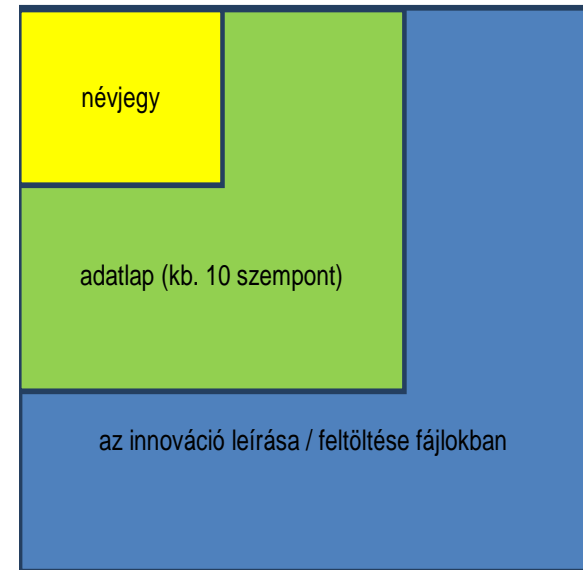 névjegy
adatlap (kb. 10 szempont)
az innováció leírása / feltöltése fájlokban